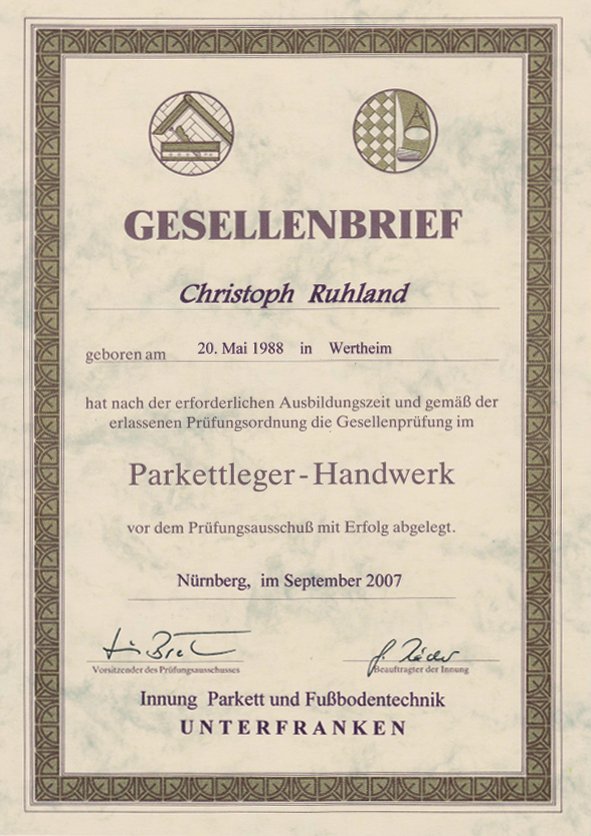 GESELLENBRIEF
Christoph Ruhland
geboren am 20. Mai 1988 in Wertheim
hat nach der erforderlichen Ausbildungszeit und gemäß der
erlassenen Prüfungsordnung die Gesellenprüfung im
Parkettleger-Handwerk
vor dem Prüfungsausschuß mit Erfolg abgelegt.
Nürnberg, im September 2007
Vorsitzender des Prüfungsausschusses
Beauftragter der Innung
Innung Parkett und Fußbodentechnik
UNTERFRANKEN